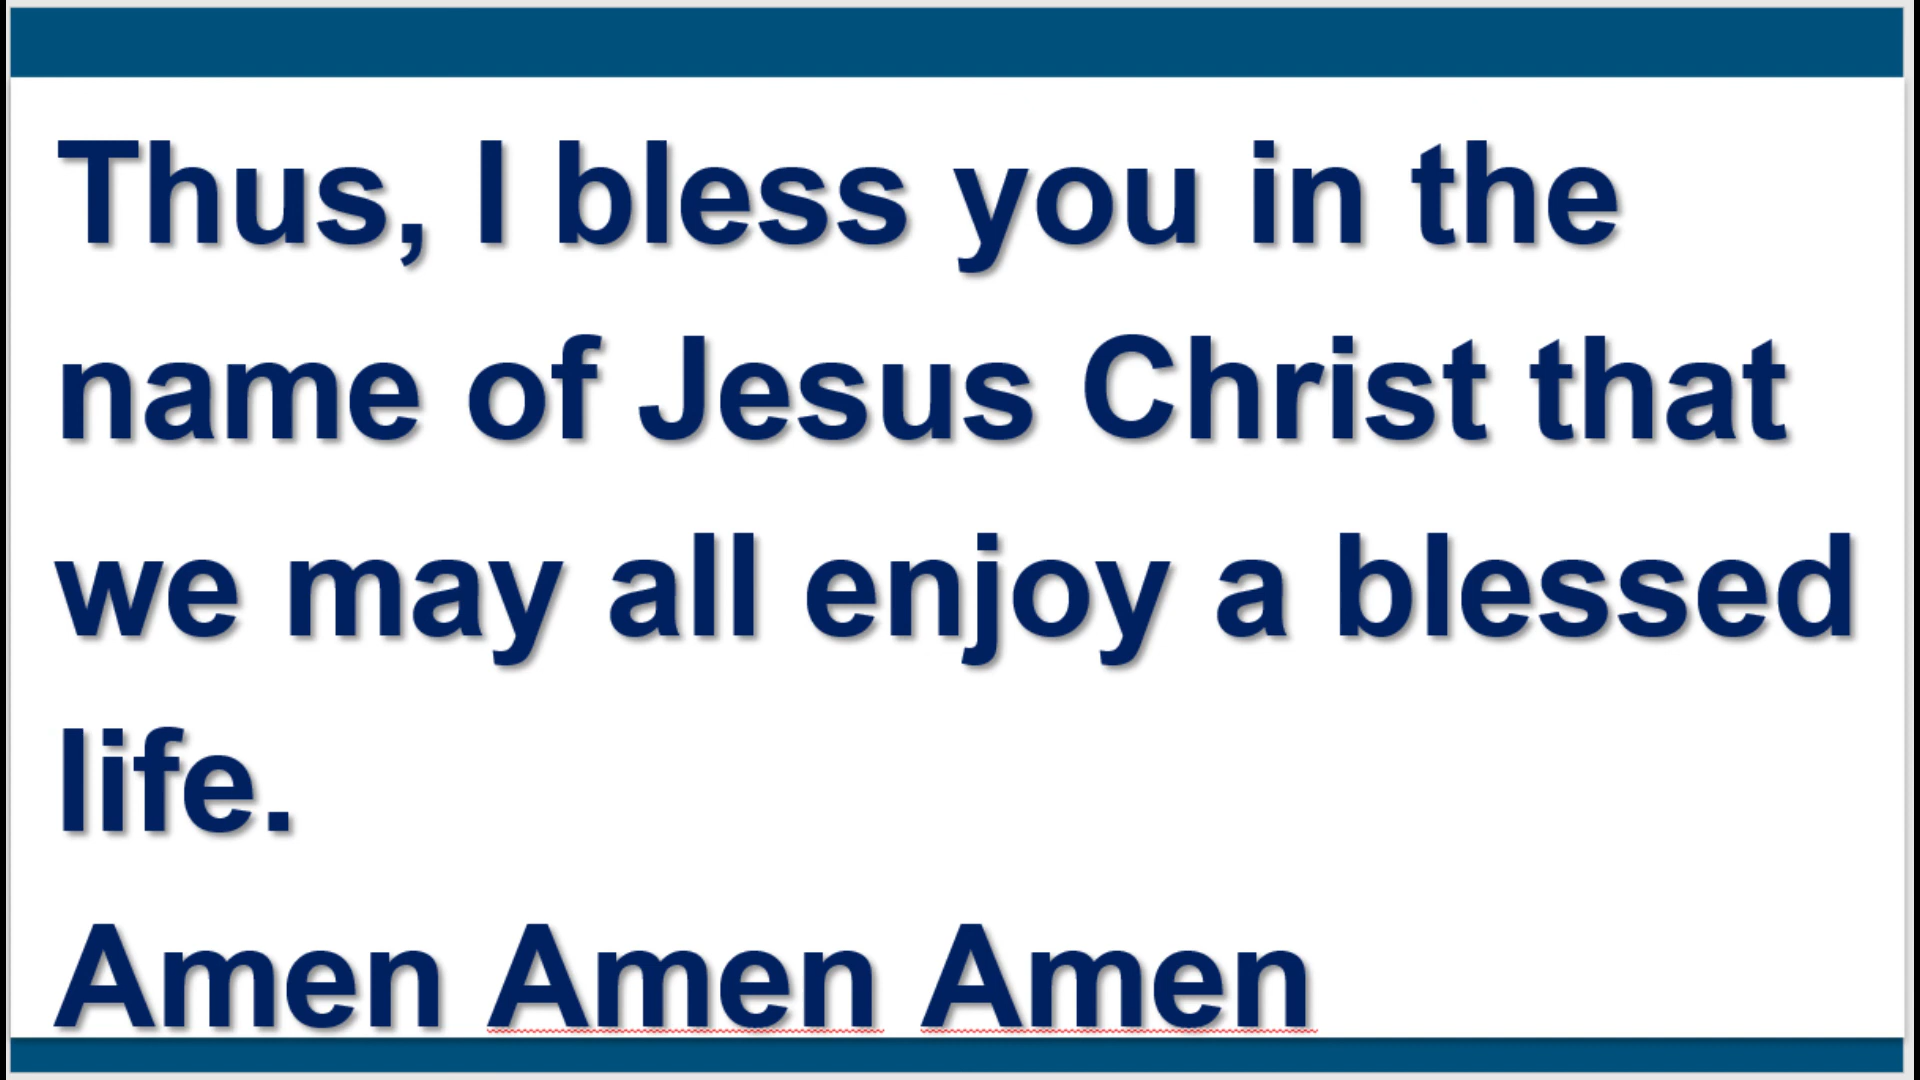 Thus, I bless you in the
name of Jesus Christ that
we may all enjoy a blessed
life.
Amen Amen Amen